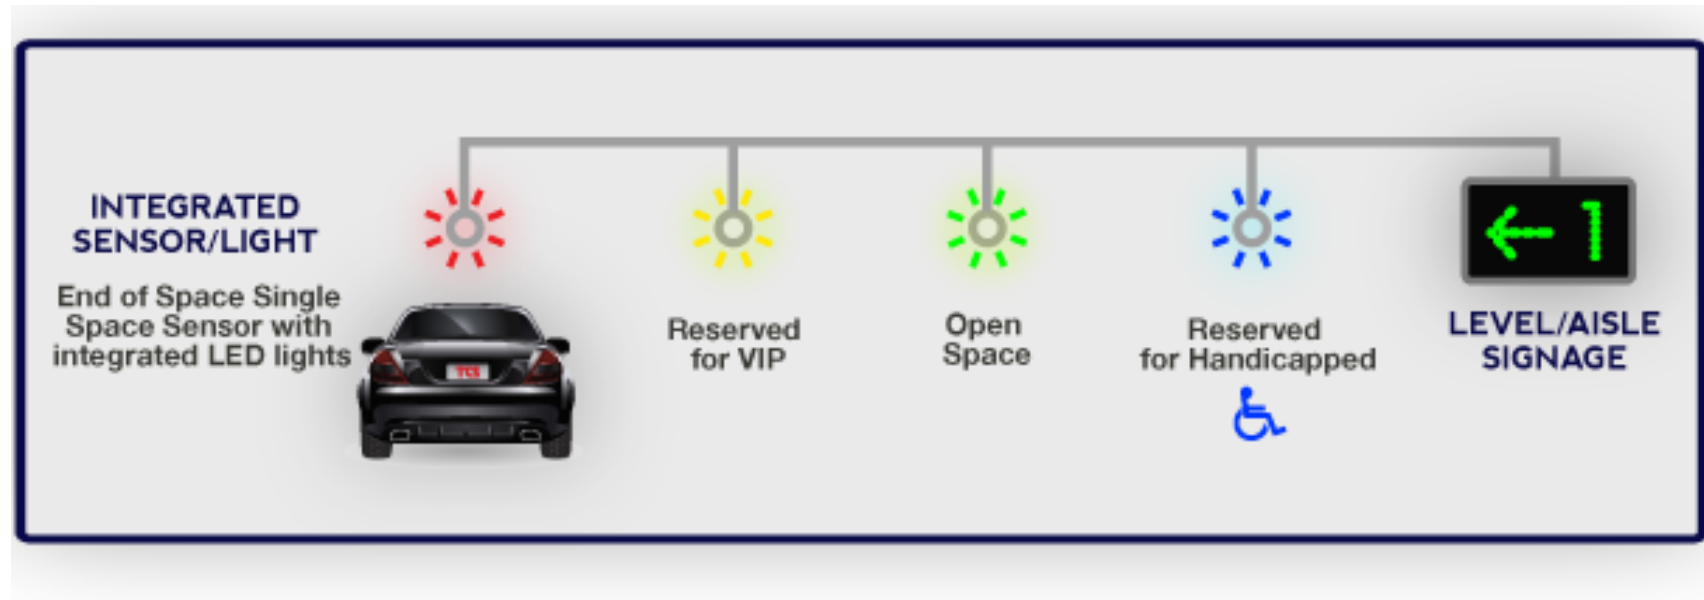 INTEGRATED
SENSOR/LIGHT
End of Space Single
Space Sensor with
integrated LED lights
TCS
Reserved
for VIP
Open
Space
Reserved
for Handicapped
← 1
LEVEL/AISLE
SIGNAGE